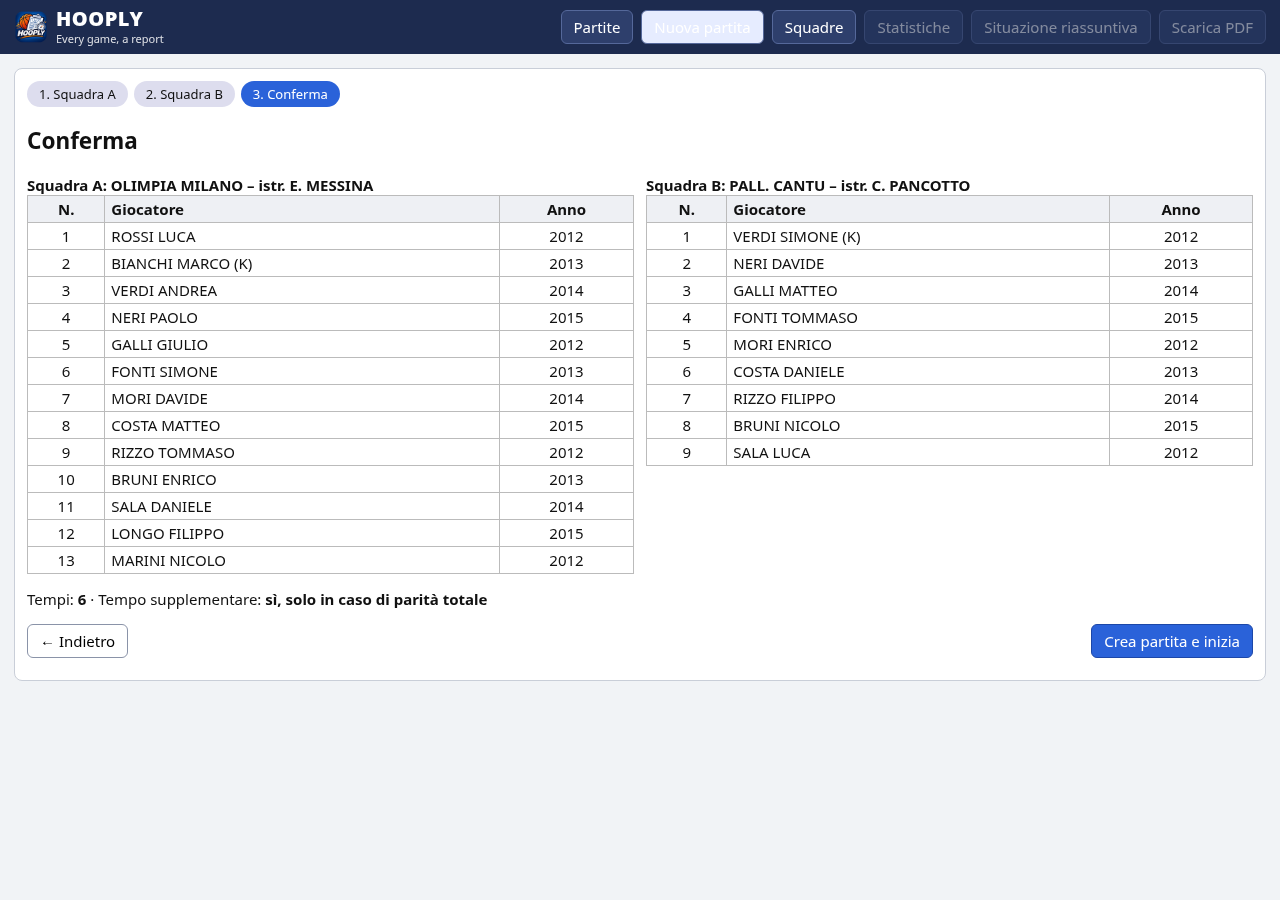 HOOPLY
Every game, a report
Partite
Nuova partita
Squadre
Statistiche
Situazione riassuntiva
Scarica PDF
1. Squadra A
2. Squadra B
3. Conferma
Conferma
Squadra A: OLIMPIA MILANO – istr. E. MESSINA
N. Giocatore Anno
1 ROSSI LUCA 2012
2 BIANCHI MARCO (K) 2013
3 VERDI ANDREA 2014
4 NERI PAOLO 2015
5 GALLI GIULIO 2012
6 FONTI SIMONE 2013
7 MORI DAVIDE 2014
8 COSTA MATTEO 2015
9 RIZZO TOMMASO 2012
10 BRUNI ENRICO 2013
11 SALA DANIELE 2014
12 LONGO FILIPPO 2015
13 MARINI NICOLO 2012
Squadra B: PALL. CANTU – istr. C. PANCOTTO
N. Giocatore Anno
1 VERDI SIMONE (K) 2012
2 NERI DAVIDE 2013
3 GALLI MATTEO 2014
4 FONTI TOMMASO 2015
5 MORI ENRICO 2012
6 COSTA DANIELE 2013
7 RIZZO FILIPPO 2014
8 BRUNI NICOLO 2015
9 SALA LUCA 2012
Tempi: 6 · Tempo supplementare: sì, solo in caso di parità totale
← Indietro
Crea partita e inizia